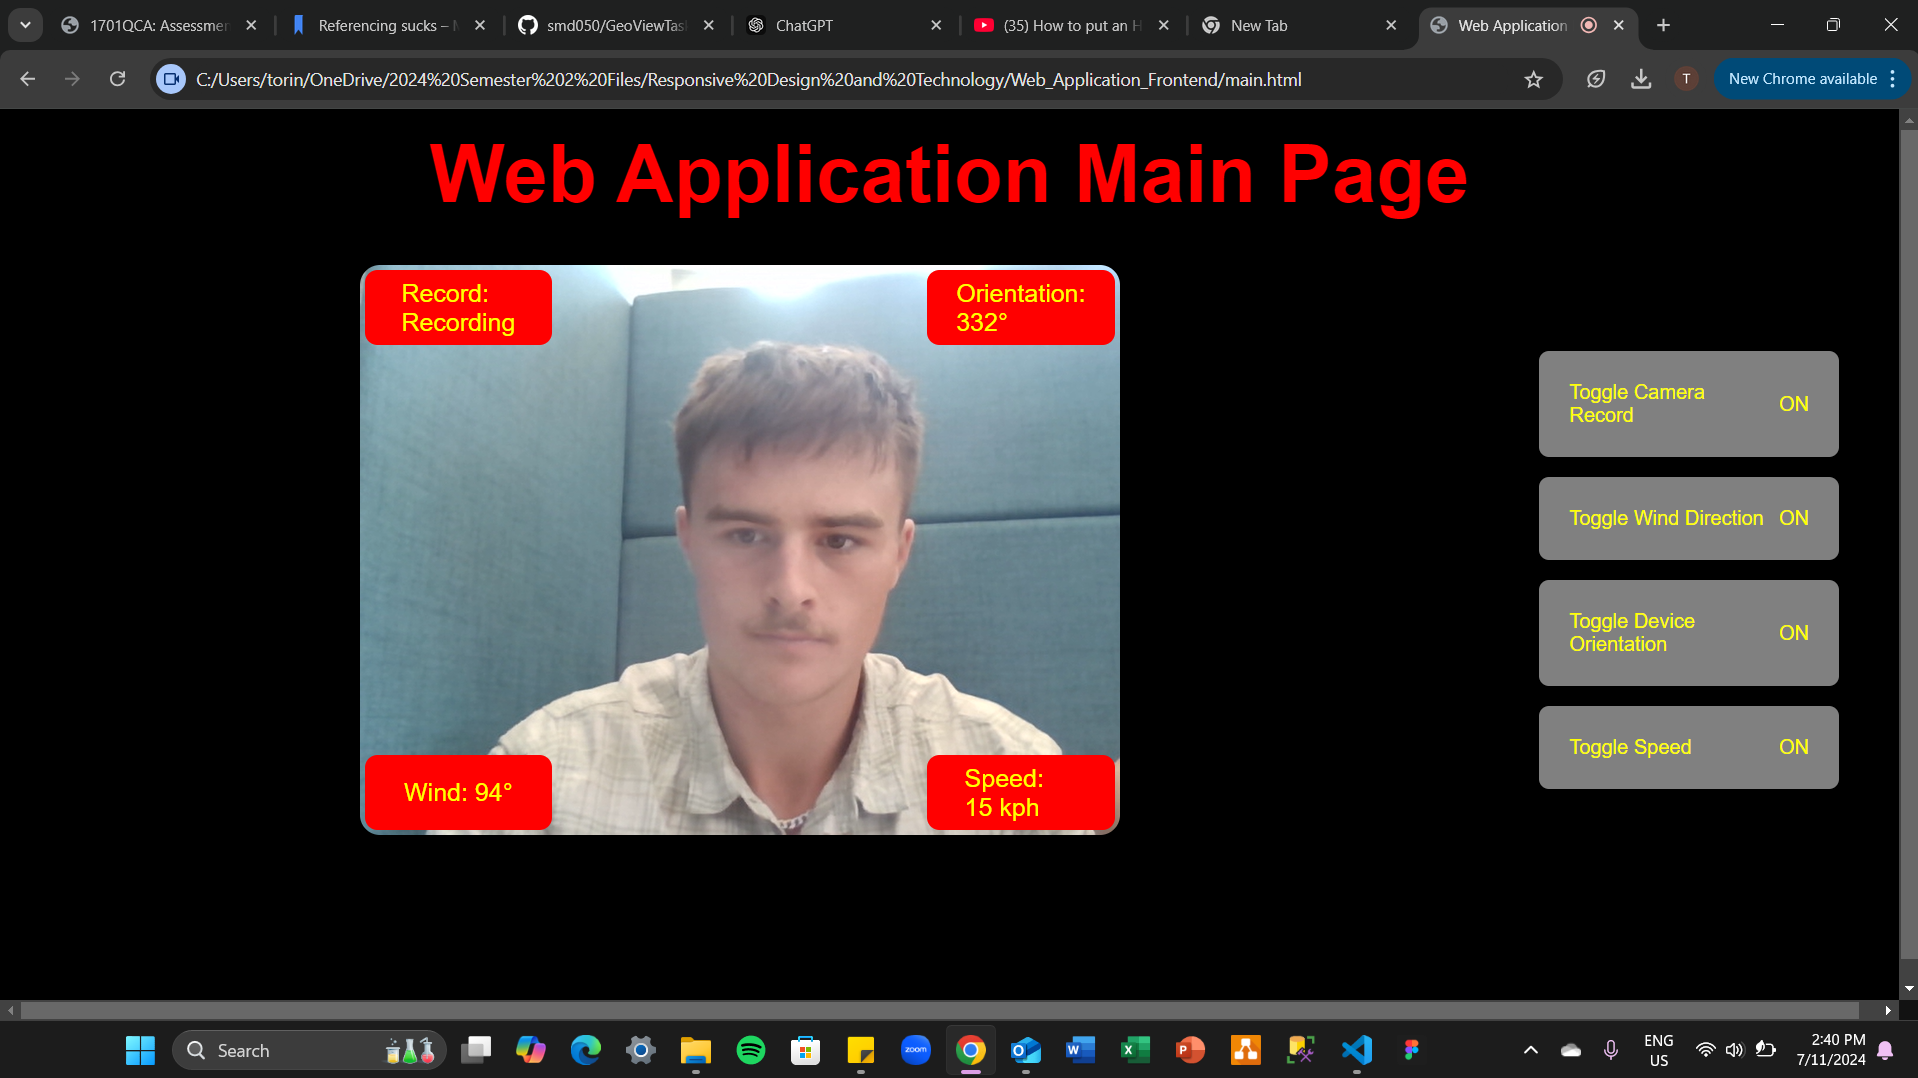 1701QCA: Assessmen
Referencing sucks –
smd050/GeoViewTas
ChatGPT
(35) How to put an H
New Tab
Web Application
C:/Users/torin/OneDrive/2024%20Semester%202%20Files/Responsive%20Design%20and%20Technology/Web_Application_Frontend/main.html
T
New Chrome available
Web Application Main Page
Record:
Recording
Orientation:
332°
Wind: 94°
Speed:
15 kph
Toggle Camera
Record
ON
Toggle Wind Direction ON
Toggle Device
Orientation
ON
Toggle Speed ON
Search
zoom
ENG
US
2:40 PM
7/11/2024